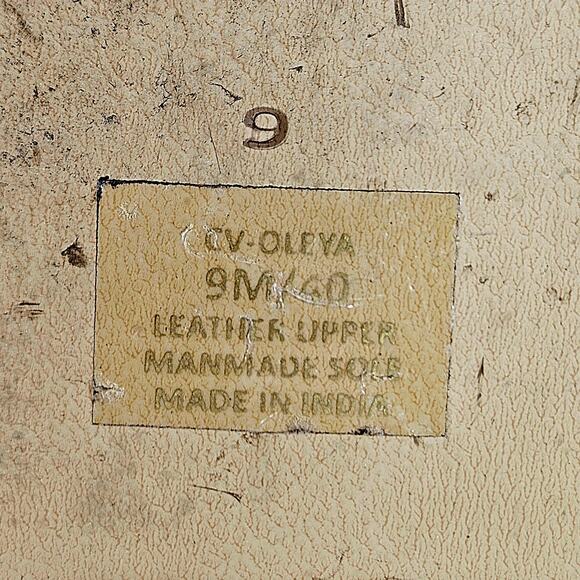 9
CV-OLEYA
9M/40
LEATHER UPPER
MANMADE SOLE
MADE IN INDIA